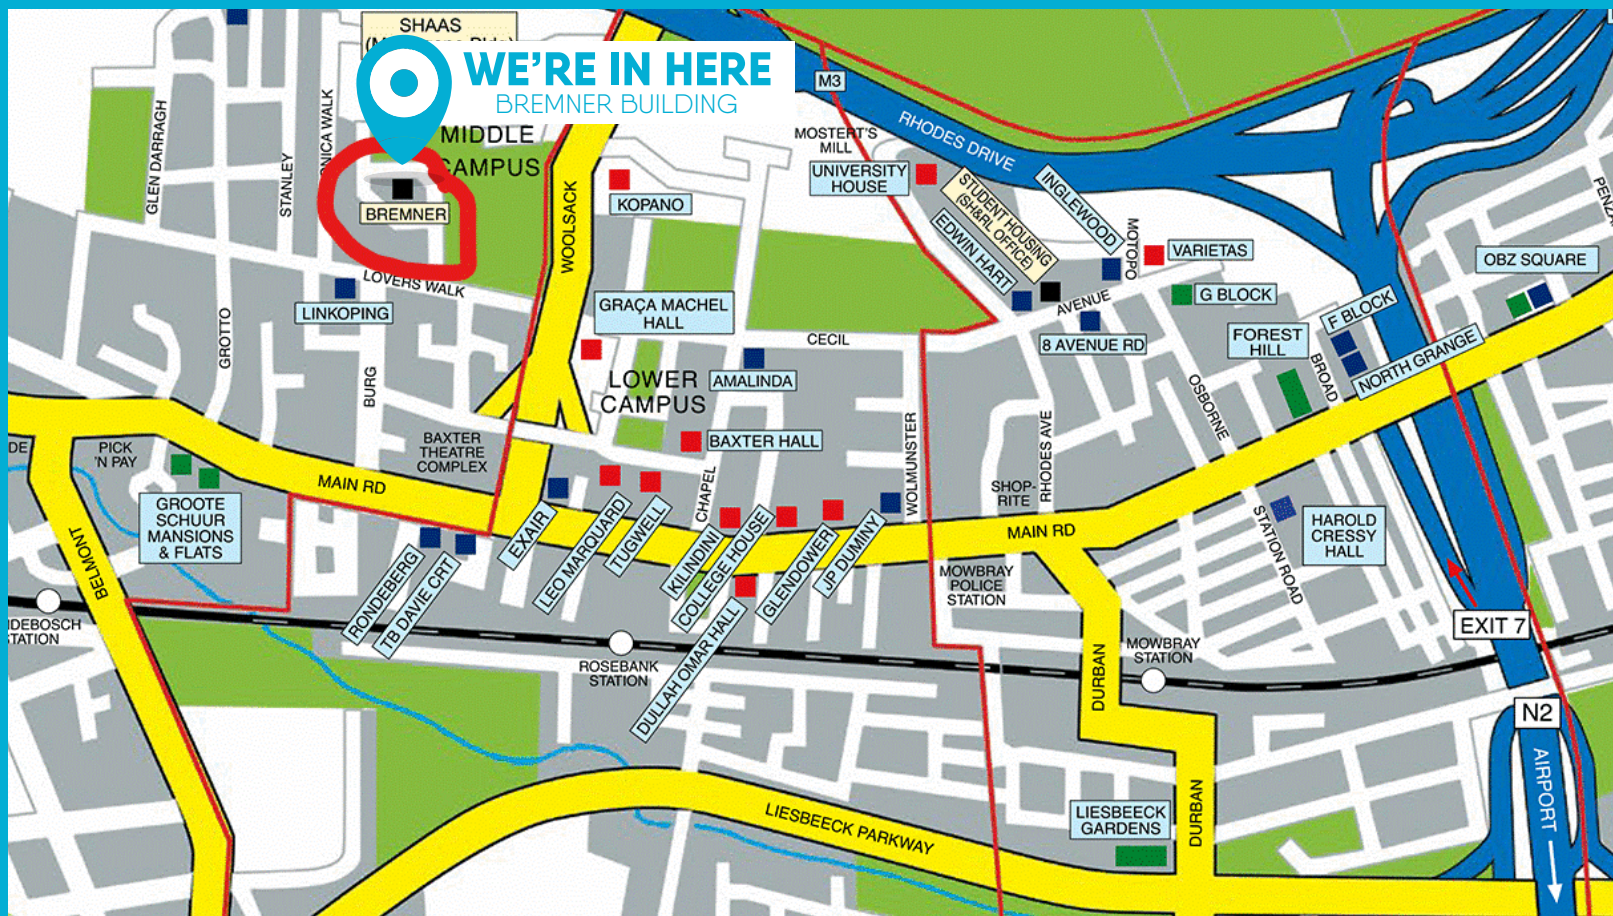 SHAAS
WE'RE IN HERE
BREMNER BUILDING
MIDDLE
CAMPUS
BREMNER
GLEN DARRAGH
STANLEY
LOVERS WALK
LINKOPING
GROTTO
BURG
WOOLSACK
KOPANO
M3
RHODES DRIVE
MOSTERT'S
MILL
UNIVERSITY
HOUSE
STUDENT HOUSING
(SH&RL OFFICE)
EDWIN HART
INGLEWOOD
MOTOPO
VARIETAS
G BLOCK
AVENUE
8 AVENUE RD
OBZ SQUARE
F BLOCK
FOREST
HILL
BROAD
NORTH GRANGE
GRAÇA MACHEL
HALL
CECIL
LOWER
CAMPUS
AMALINDA
BAXTER HALL
BAXTER
THEATRE
COMPLEX
CHAPEL
WOLMUNSTER
RHODES AVE
OSBORNE
SHOP-
RITE
DE
PICK
'N PAY
MAIN RD
GROOTE
SCHUUR
MANSIONS
& FLATS
BELMONT
RONDEBERG
TB DAVIE CRT
EXAIR
LEO MARQUARD
TUGWELL
KILINDINI
COLLEGE HOUSE
GLENDOWER
JP DUMINY
DULLAH OMAR HALL
MAIN RD
MOWBRAY
POLICE
STATION
STATION ROAD
HAROLD
CRESSY
HALL
EXIT 7
NDEBOSCH
STATION
ROSEBANK
STATION
MOWBRAY
STATION
DURBAN
N2
AIRPORT
DURBAN
LIESBEECK PARKWAY
LIESBEECK
GARDENS